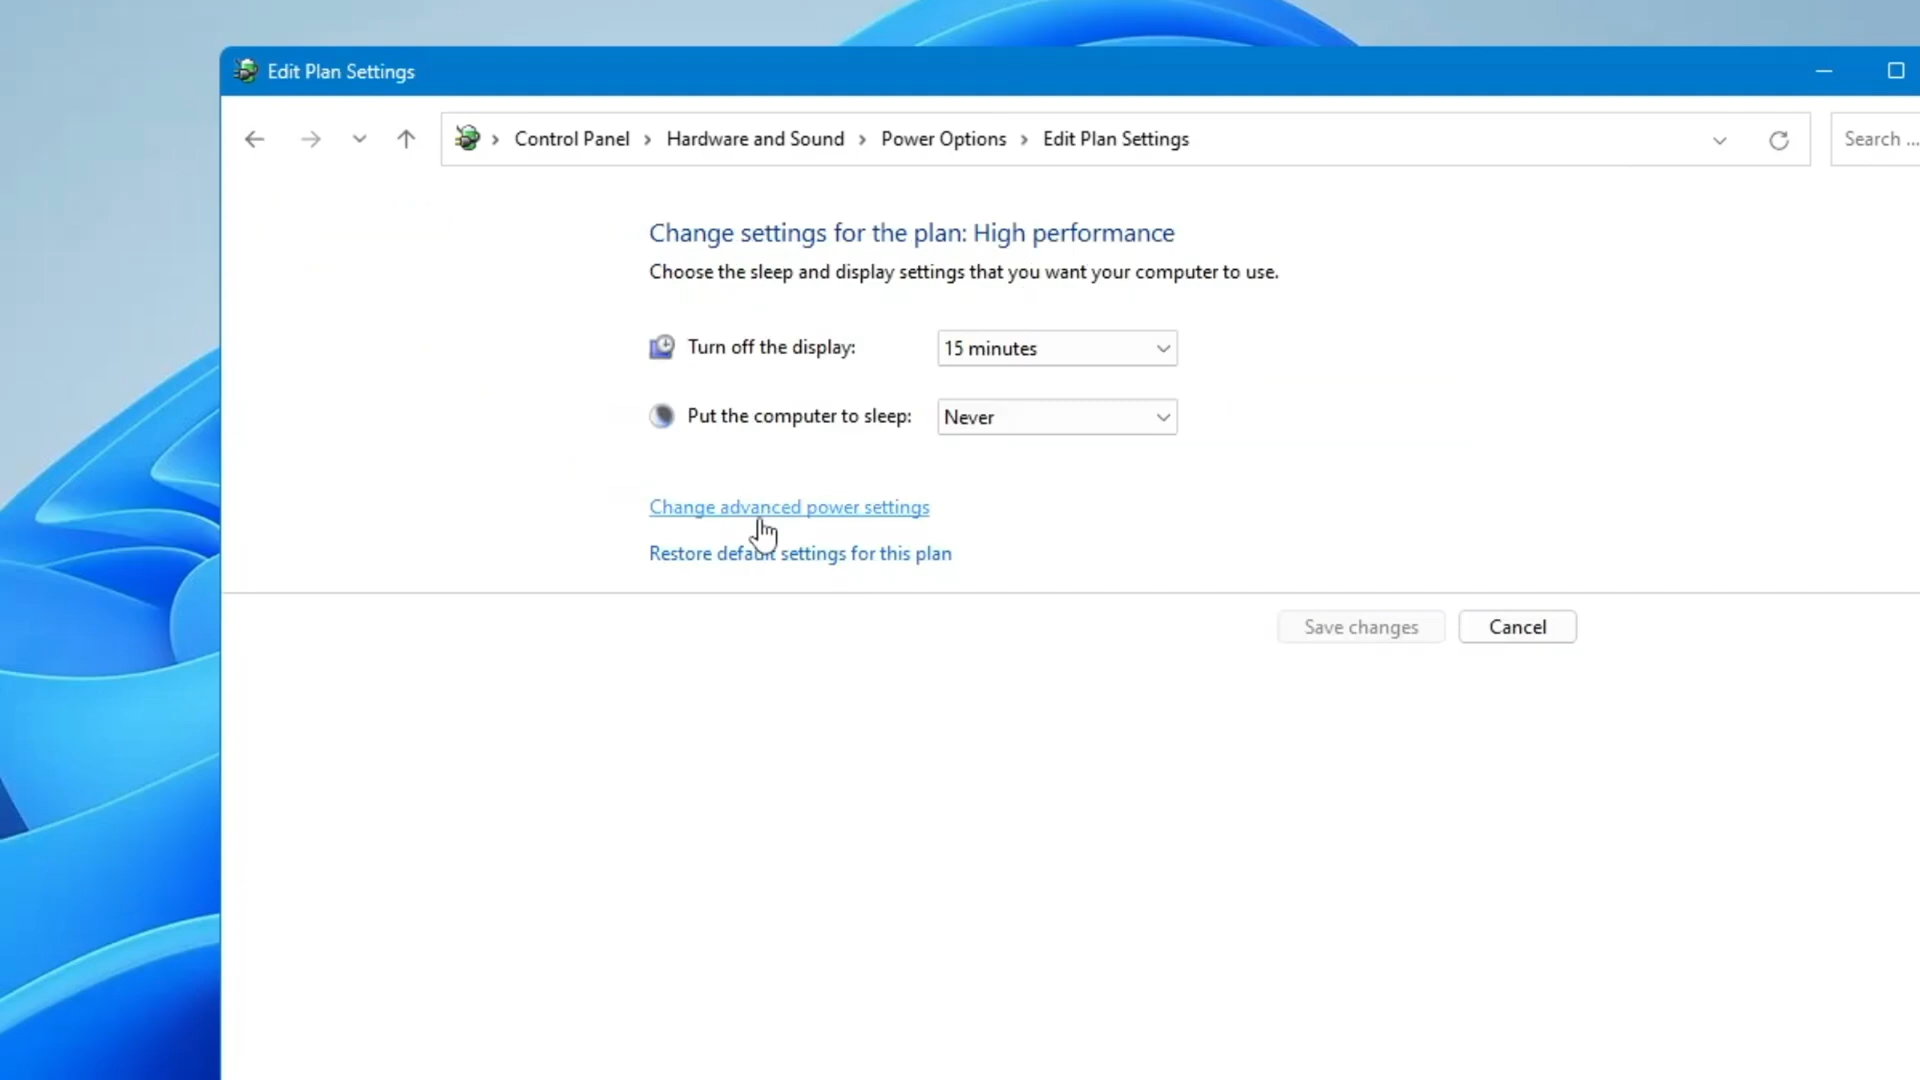 Edit Plan Settings
Control Panel > Hardware and Sound > Power Options > Edit Plan Settings
Search ...
Change settings for the plan: High performance
Choose the sleep and display settings that you want your computer to use.
Turn off the display: 15 minutes
Put the computer to sleep: Never
Change advanced power settings
Restore default settings for this plan
Save changes Cancel